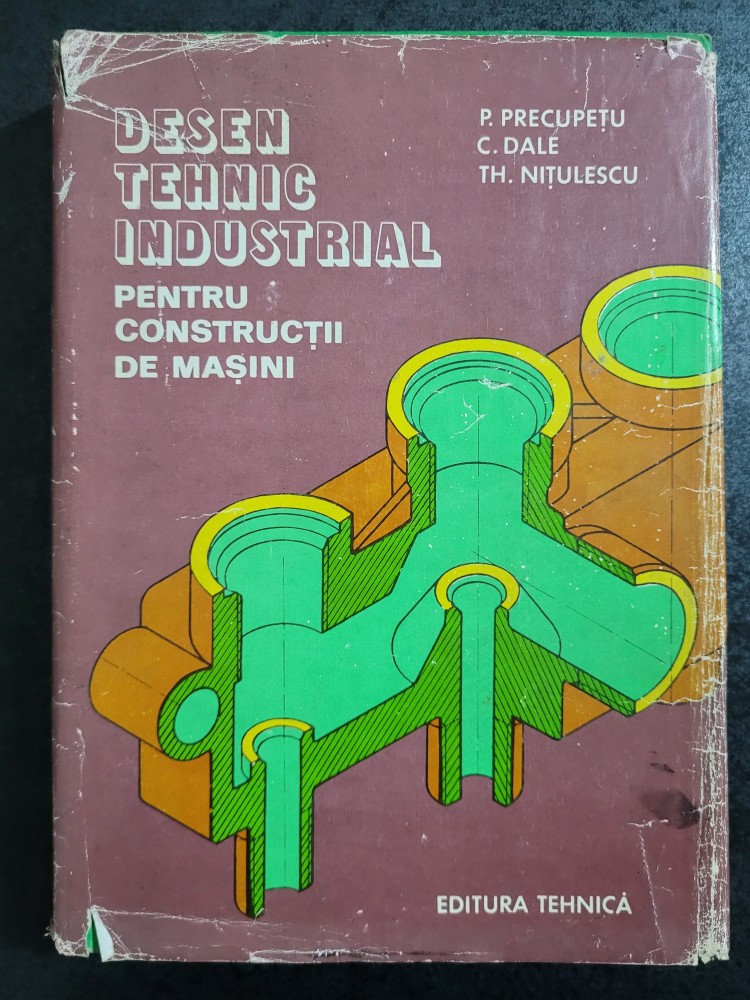 DESEN
TEHNIC
INDUSTRIAL
PENTRU
CONSTRUCȚII
DE MAȘINI
P. PRECUPEȚU
C. DALE
TH. NIȚULESCU
EDITURA TEHNICĂ